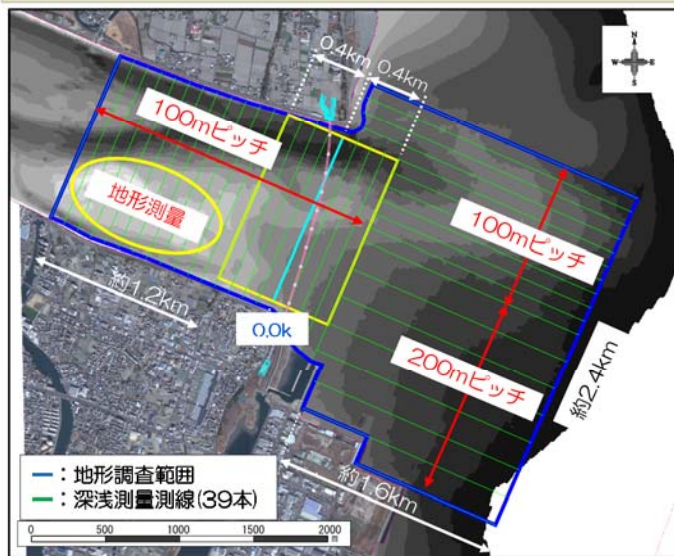 0.4km
0.4km
N
W E
S
100mピッチ
地形測量
100mピッチ
約1.2km
0.0k
200mピッチ
約2.4km
約1.6km
━:地形調査範囲
━:深浅測量測線(39本)
0 500 1000 1500 2000
m